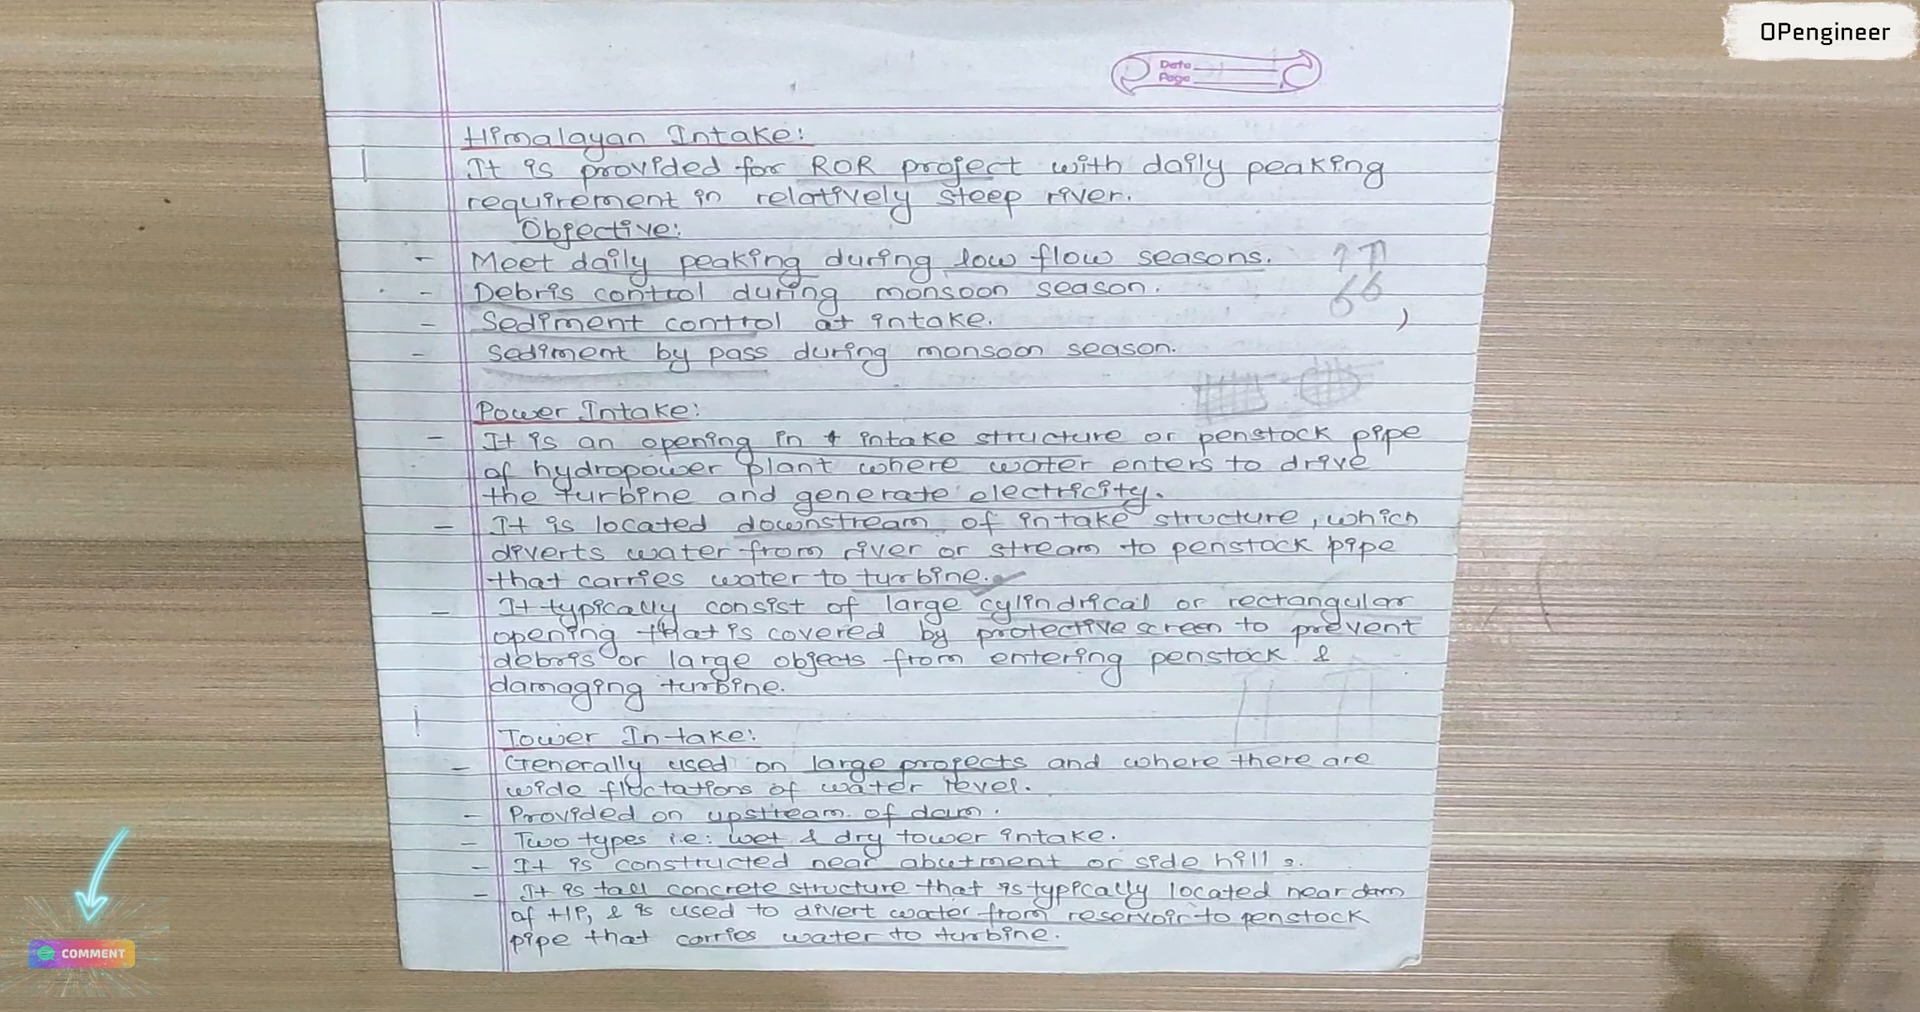 OPengineer
Date
Page
Himalayan Intake:
It is provided for ROR project with daily peaking
requirement in relatively steep river.
Objective:
- Meet daily peaking during low flow seasons.
- Debris control during monsoon season.
- Sediment control at intake.
- Sediment by pass during monsoon season.
Power Intake:
- It is an opening in intake structure or penstock pipe
of hydropower plant where water enters to drive
the turbine and generate electricity.
- It is located downstream of intake structure, which
diverts water from river or stream to penstock pipe
that carries water to turbine.
- It typically consist of large cylindrical or rectangular
opening that is covered by protective screen to prevent
debris or large objects from entering penstock &
damaging turbine.
Tower Intake:
- Generally used on large projects and where there are
wide fluctations of water level.
- Provided on upstream of dam.
- Two types i.e: wet & dry tower intake.
- It is constructed near abutment or side hills.
- It is tall concrete structure that is typically located near dam
of HP, & is used to divert water from reservoir to penstock
pipe that carries water to turbine.
COMMENT